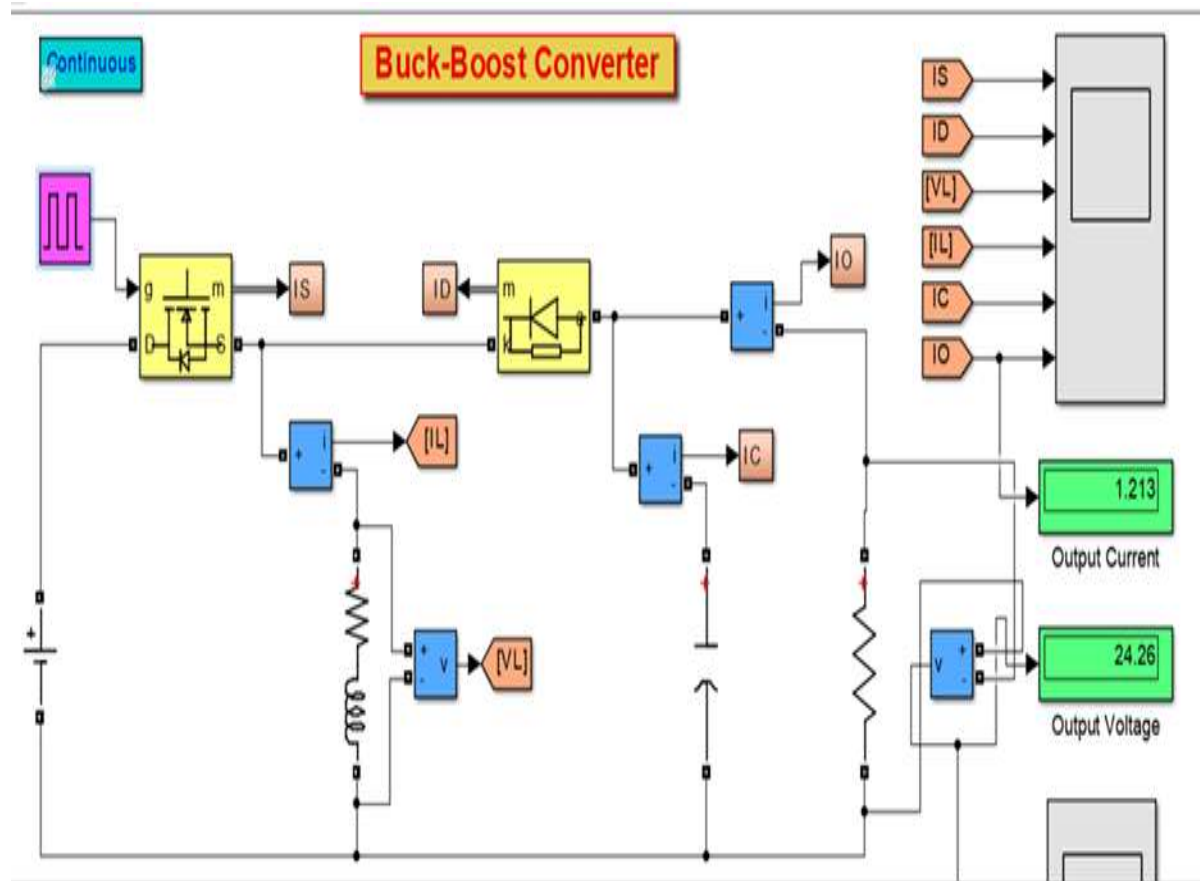 Continuous
Buck-Boost Converter
IS
ID
[VL]
[IL]
IC
IO
g
m
D
S
IS
ID
m
k
a
+
i
-
IO
+
i
-
[IL]
+
i
-
IC
1.213
Output Current
+
+
-
v
[VL]
v
+
-
24.26
Output Voltage